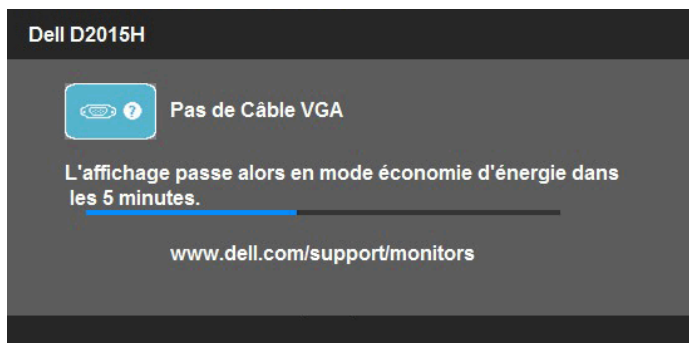 Dell D2015H
Pas de Câble VGA
L'affichage passe alors en mode économie d'énergie dans
les 5 minutes.
www.dell.com/support/monitors